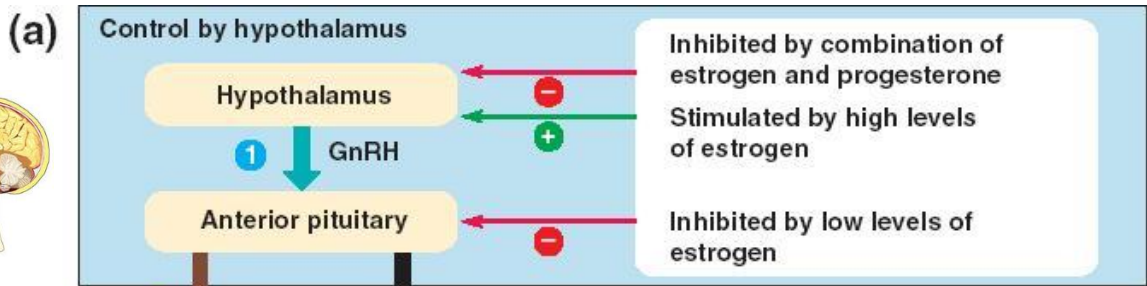 (a)
Control by hypothalamus
Inhibited by combination of
estrogen and progesterone
Hypothalamus
−
Stimulated by high levels
of estrogen
+
1
GnRH
Anterior pituitary
Inhibited by low levels of
estrogen
−